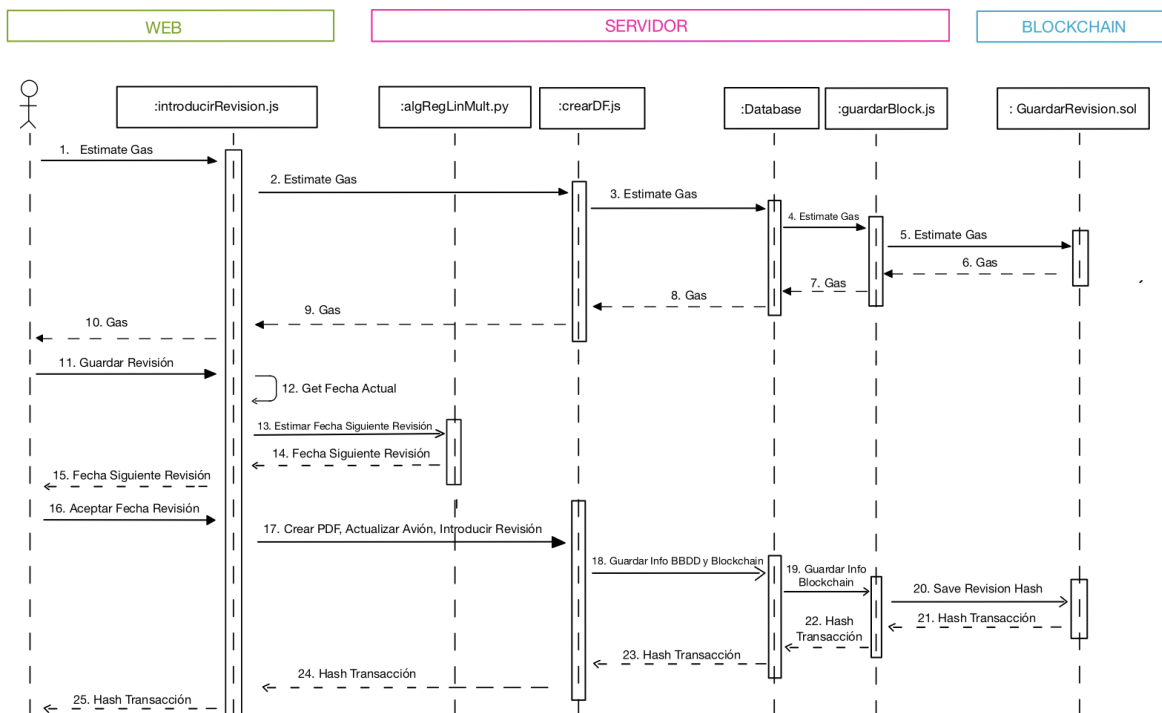 WEB
SERVIDOR
BLOCKCHAIN
:introducirRevision.js
:algRegLinMult.py
:crearDF.js
:Database
:guardarBlock.js
: GuardarRevision.sol
1. Estimate Gas
2. Estimate Gas
3. Estimate Gas
4. Estimate Gas
5. Estimate Gas
6. Gas
7. Gas
8. Gas
9. Gas
10. Gas
11. Guardar Revisión
12. Get Fecha Actual
13. Estimar Fecha Siguiente Revisión
14. Fecha Siguiente Revisión
15. Fecha Siguiente Revisión
16. Aceptar Fecha Revisión
17. Crear PDF, Actualizar Avión, Introducir Revisión
18. Guardar Info BBDD y Blockchain
19. Guardar Info
Blockchain
20. Save Revision Hash
21. Hash Transacción
22. Hash
Transacción
23. Hash Transacción
24. Hash Transacción
25. Hash Transacción